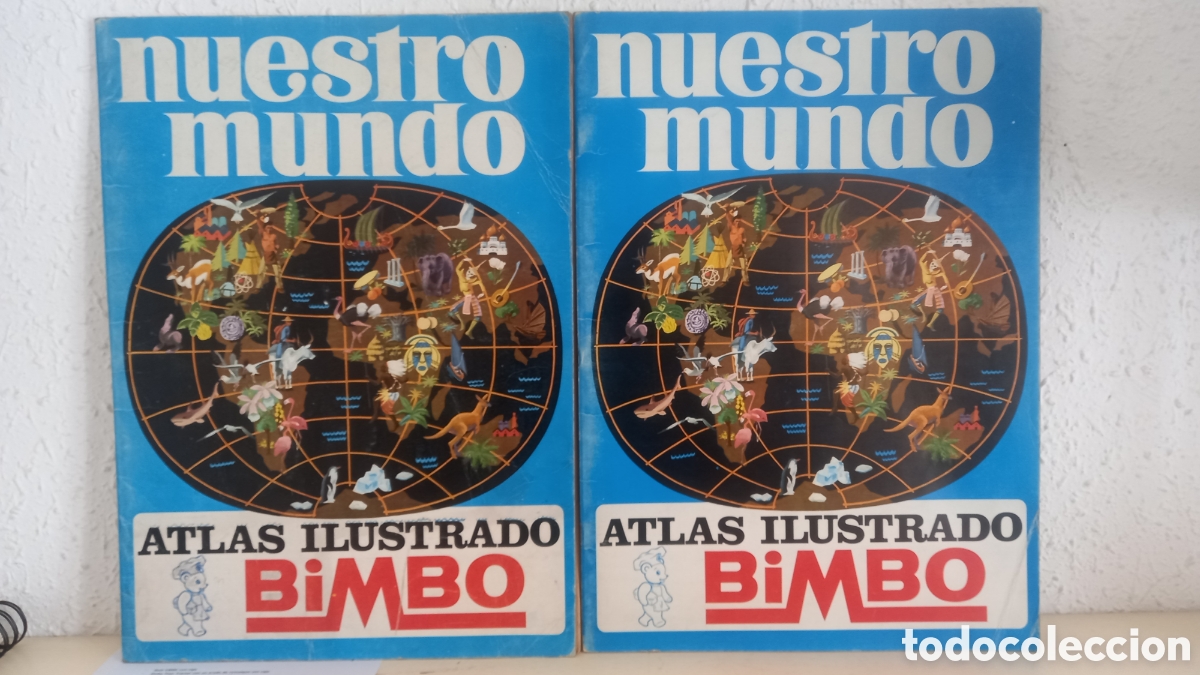 nuestro
mundo
ATLAS ILUSTRADO
BiMBO
nuestro
mundo
ATLAS ILUSTRADO
BiMBO
todocoleccion